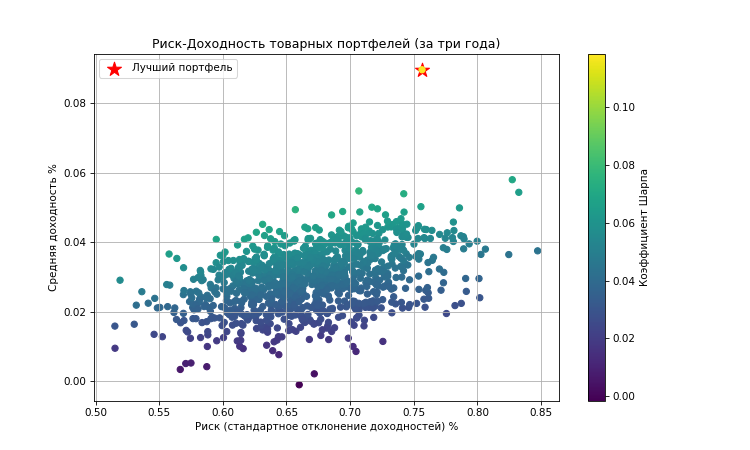 Риск-Доходность товарных портфелей (за три года)
Лучший портфель
Средняя доходность %
0.08
0.06
0.04
0.02
0.00
0.50 0.55 0.60 0.65 0.70 0.75 0.80 0.85
Риск (стандартное отклонение доходностей) %
0.10
0.08
0.06
0.04
0.02
0.00
Коэффициент Шарпа